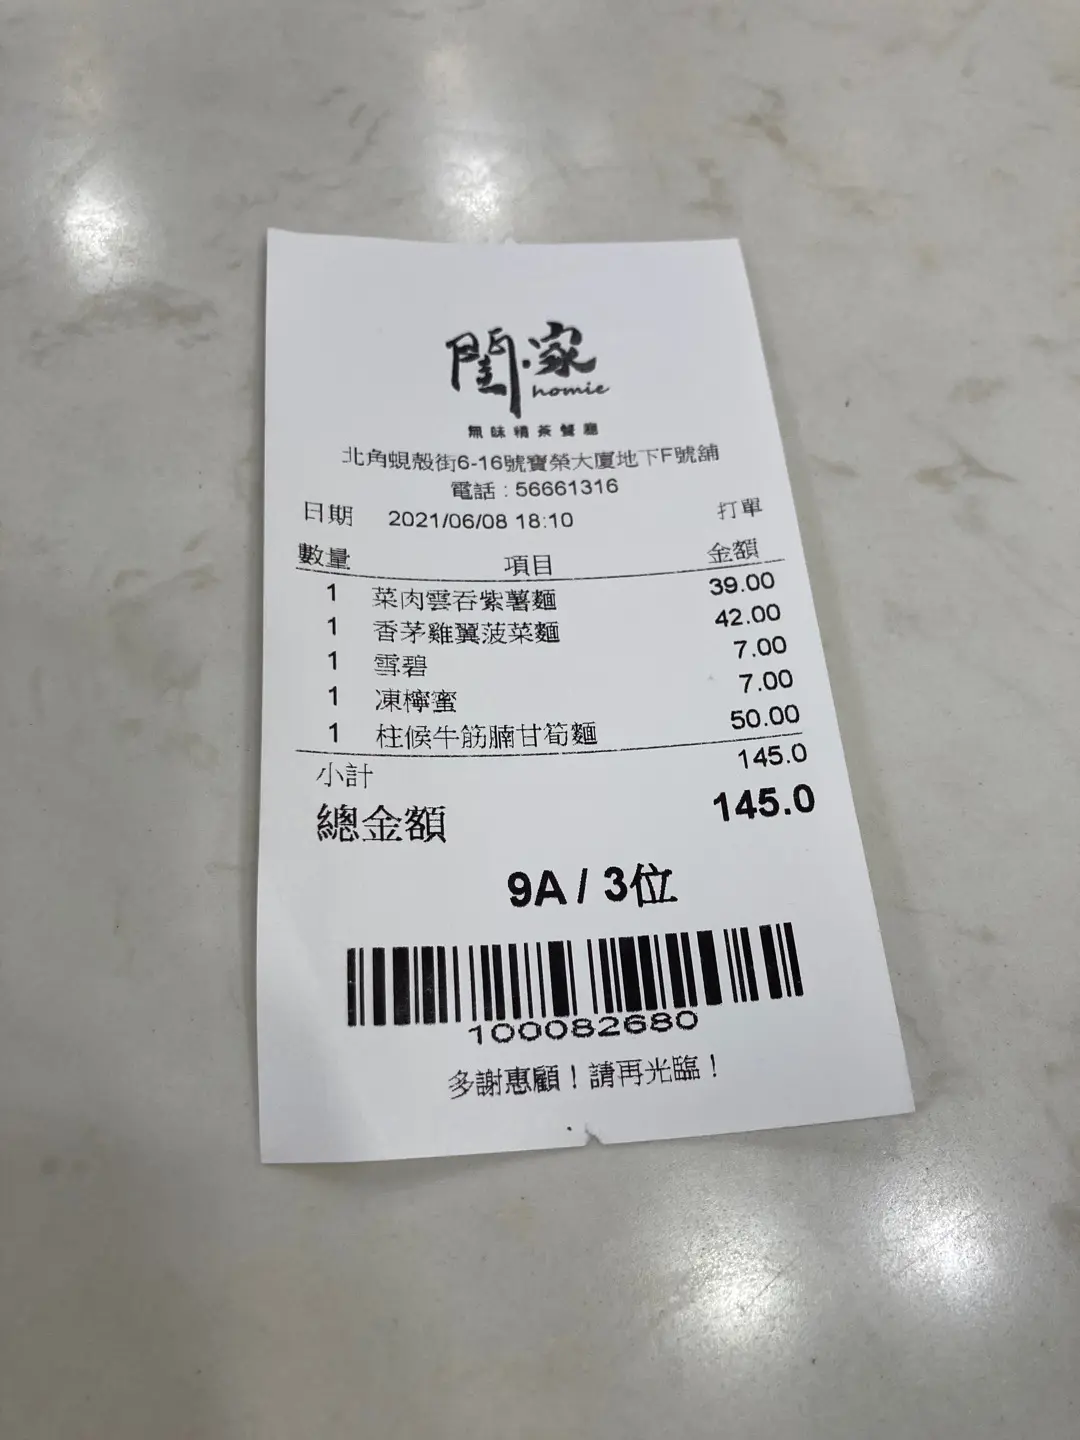 閨·家
homie
無味精茶餐廳
北角蜆殼街6-16號寶榮大廈地下F號舖
電話 : 56661316
日期 2021/06/08 18:10 打單
數量 項目 金額
1 菜肉雲吞紫薯麵 39.00
1 香茅雞翼菠菜麵 42.00
1 雪碧 7.00
1 凍檸蜜 7.00
1 柱候牛筋腩甘筍麵 50.00
小計 145.0
總金額 145.0
9A / 3位
100082680
多謝惠顧！請再光臨！